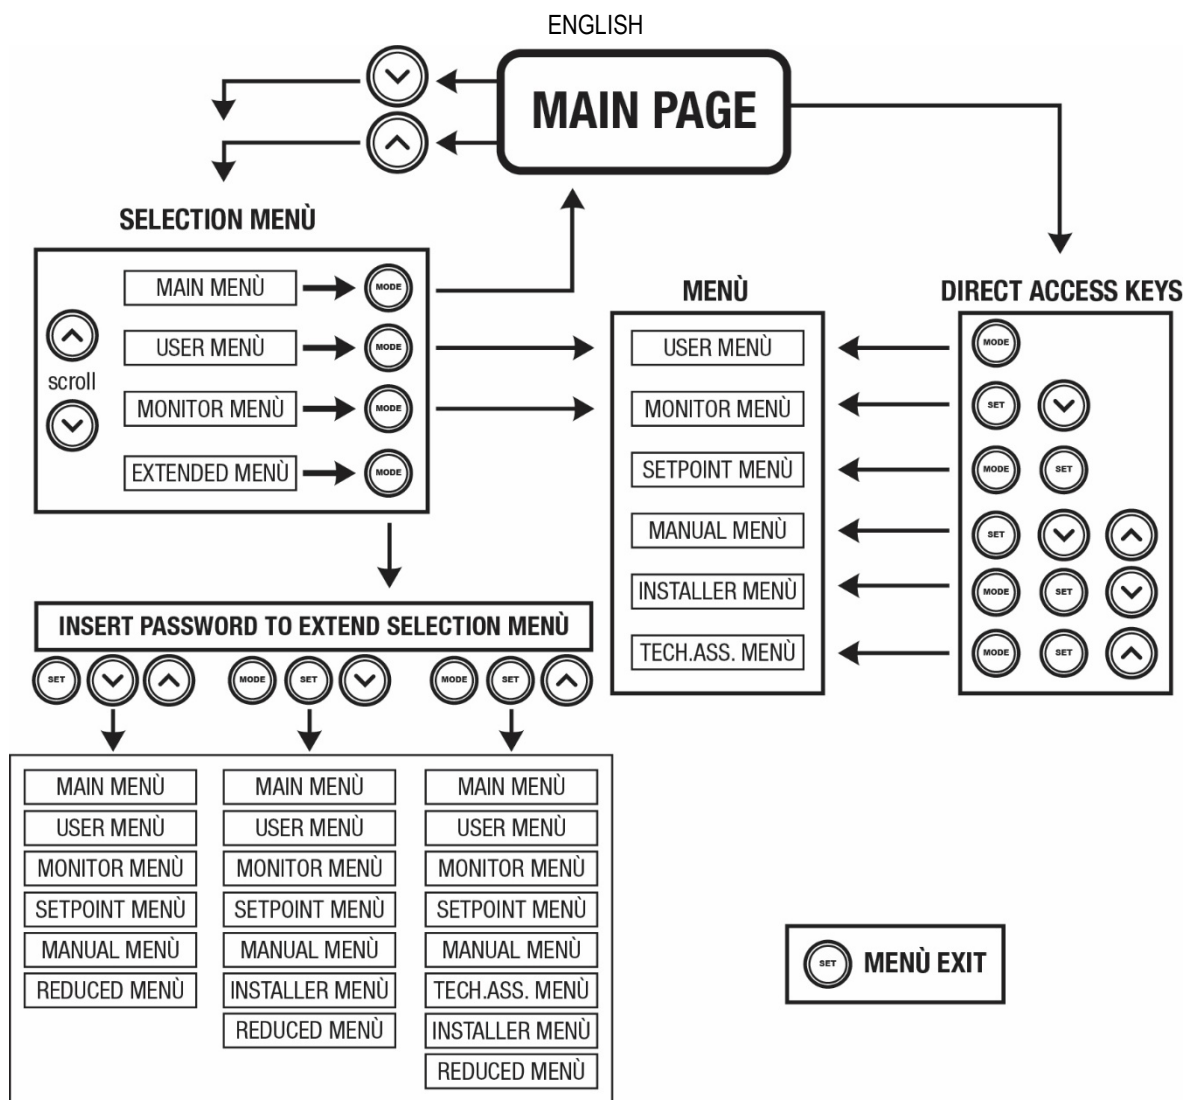 ENGLISH
MAIN PAGE
SELECTION MENÙ
MAIN MENÙ MODE
USER MENÙ MODE
scroll
MONITOR MENÙ MODE
EXTENDED MENÙ MODE
MENÙ
USER MENÙ
MONITOR MENÙ
SETPOINT MENÙ
MANUAL MENÙ
INSTALLER MENÙ
TECH.ASS. MENÙ
DIRECT ACCESS KEYS
MODE
SET
MODE SET
SET
MODE SET
MODE SET
INSERT PASSWORD TO EXTEND SELECTION MENÙ
SET
MODE SET
MODE SET
MAIN MENÙ
USER MENÙ
MONITOR MENÙ
SETPOINT MENÙ
MANUAL MENÙ
REDUCED MENÙ
MAIN MENÙ
USER MENÙ
MONITOR MENÙ
SETPOINT MENÙ
MANUAL MENÙ
INSTALLER MENÙ
REDUCED MENÙ
MAIN MENÙ
USER MENÙ
MONITOR MENÙ
SETPOINT MENÙ
MANUAL MENÙ
TECH.ASS. MENÙ
INSTALLER MENÙ
REDUCED MENÙ
SET MENÙ EXIT